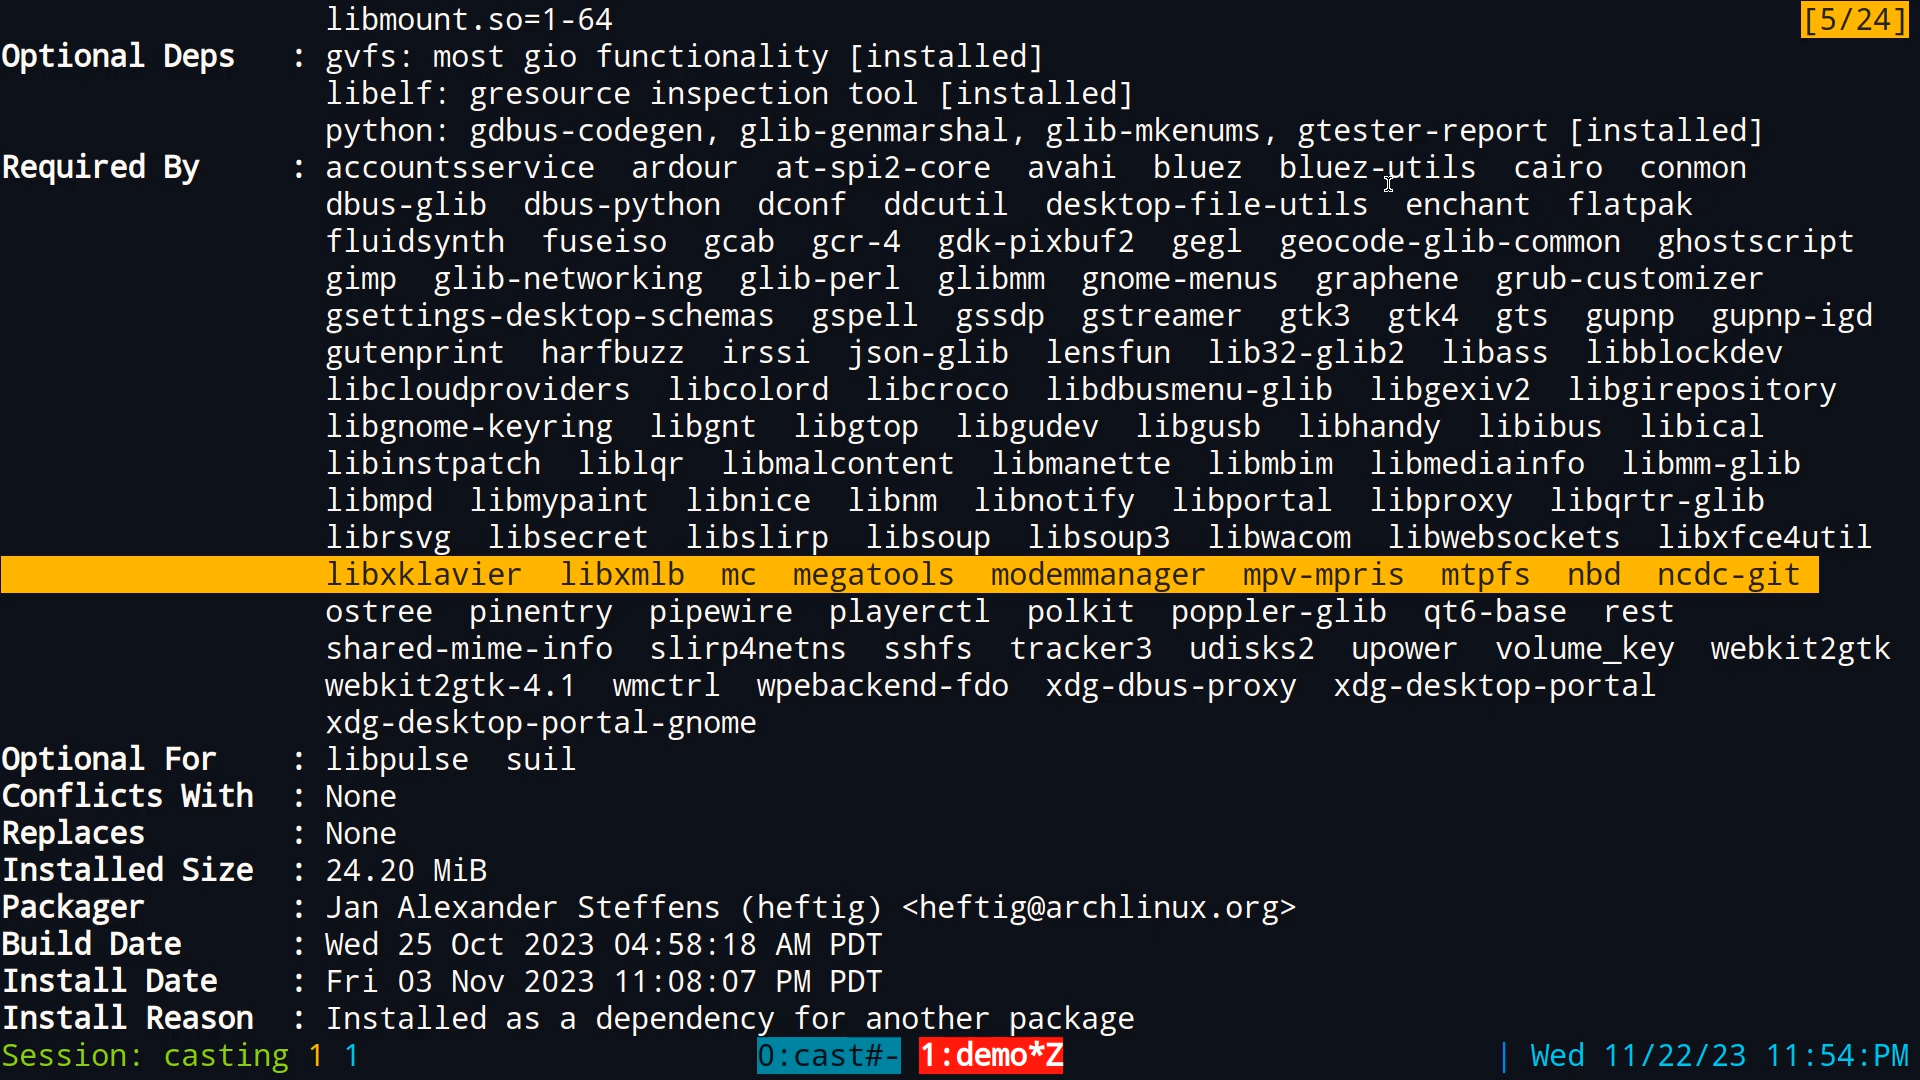 libmount.so=1-64 [5/24]
Optional Deps : gvfs: most gio functionality [installed]
libelf: gresource inspection tool [installed]
python: gdbus-codegen, glib-genmarshal, glib-mkenums, gtester-report [installed]
Required By : accountsservice ardour at-spi2-core avahi bluez bluez-utils cairo conmon
dbus-glib dbus-python dconf ddcutil desktop-file-utils enchant flatpak
fluidsynth fuseiso gcab gcr-4 gdk-pixbuf2 gegl geocode-glib-common ghostscript
gimp glib-networking glib-perl glibmm gnome-menus graphene grub-customizer
gsettings-desktop-schemas gspell gssdp gstreamer gtk3 gtk4 gts gupnp gupnp-igd
gutenprint harfbuzz irssi json-glib lensfun lib32-glib2 libass libblockdev
libcloudproviders libcolord libcroco libdbusmenu-glib libgexiv2 libgirepository
libgnome-keyring libgnt libgtop libgudev libgusb libhandy libibus libical
libinstpatch liblqr libmalcontent libmanette libmbim libmediainfo libmm-glib
libmpd libmypaint libnice libnm libnotify libportal libproxy libqrtr-glib
librsvg libsecret libslirp libsoup libsoup3 libwacom libwebsockets libxfce4util
libxklavier libxmlb mc megatools modemmanager mpv-mpris mtpfs nbd ncdc-git
ostree pinentry pipewire playerctl polkit poppler-glib qt6-base rest
shared-mime-info slirp4netns sshfs tracker3 udisks2 upower volume_key webkit2gtk
webkit2gtk-4.1 wmctrl wpebackend-fdo xdg-dbus-proxy xdg-desktop-portal
xdg-desktop-portal-gnome
Optional For : libpulse suil
Conflicts With : None
Replaces : None
Installed Size : 24.20 MiB
Packager : Jan Alexander Steffens (heftig) <heftig@archlinux.org>
Build Date : Wed 25 Oct 2023 04:58:18 AM PDT
Install Date : Fri 03 Nov 2023 11:08:07 PM PDT
Install Reason : Installed as a dependency for another package
Session: casting 1 1 0:cast#- 1:demo*Z | Wed 11/22/23 11:54:PM